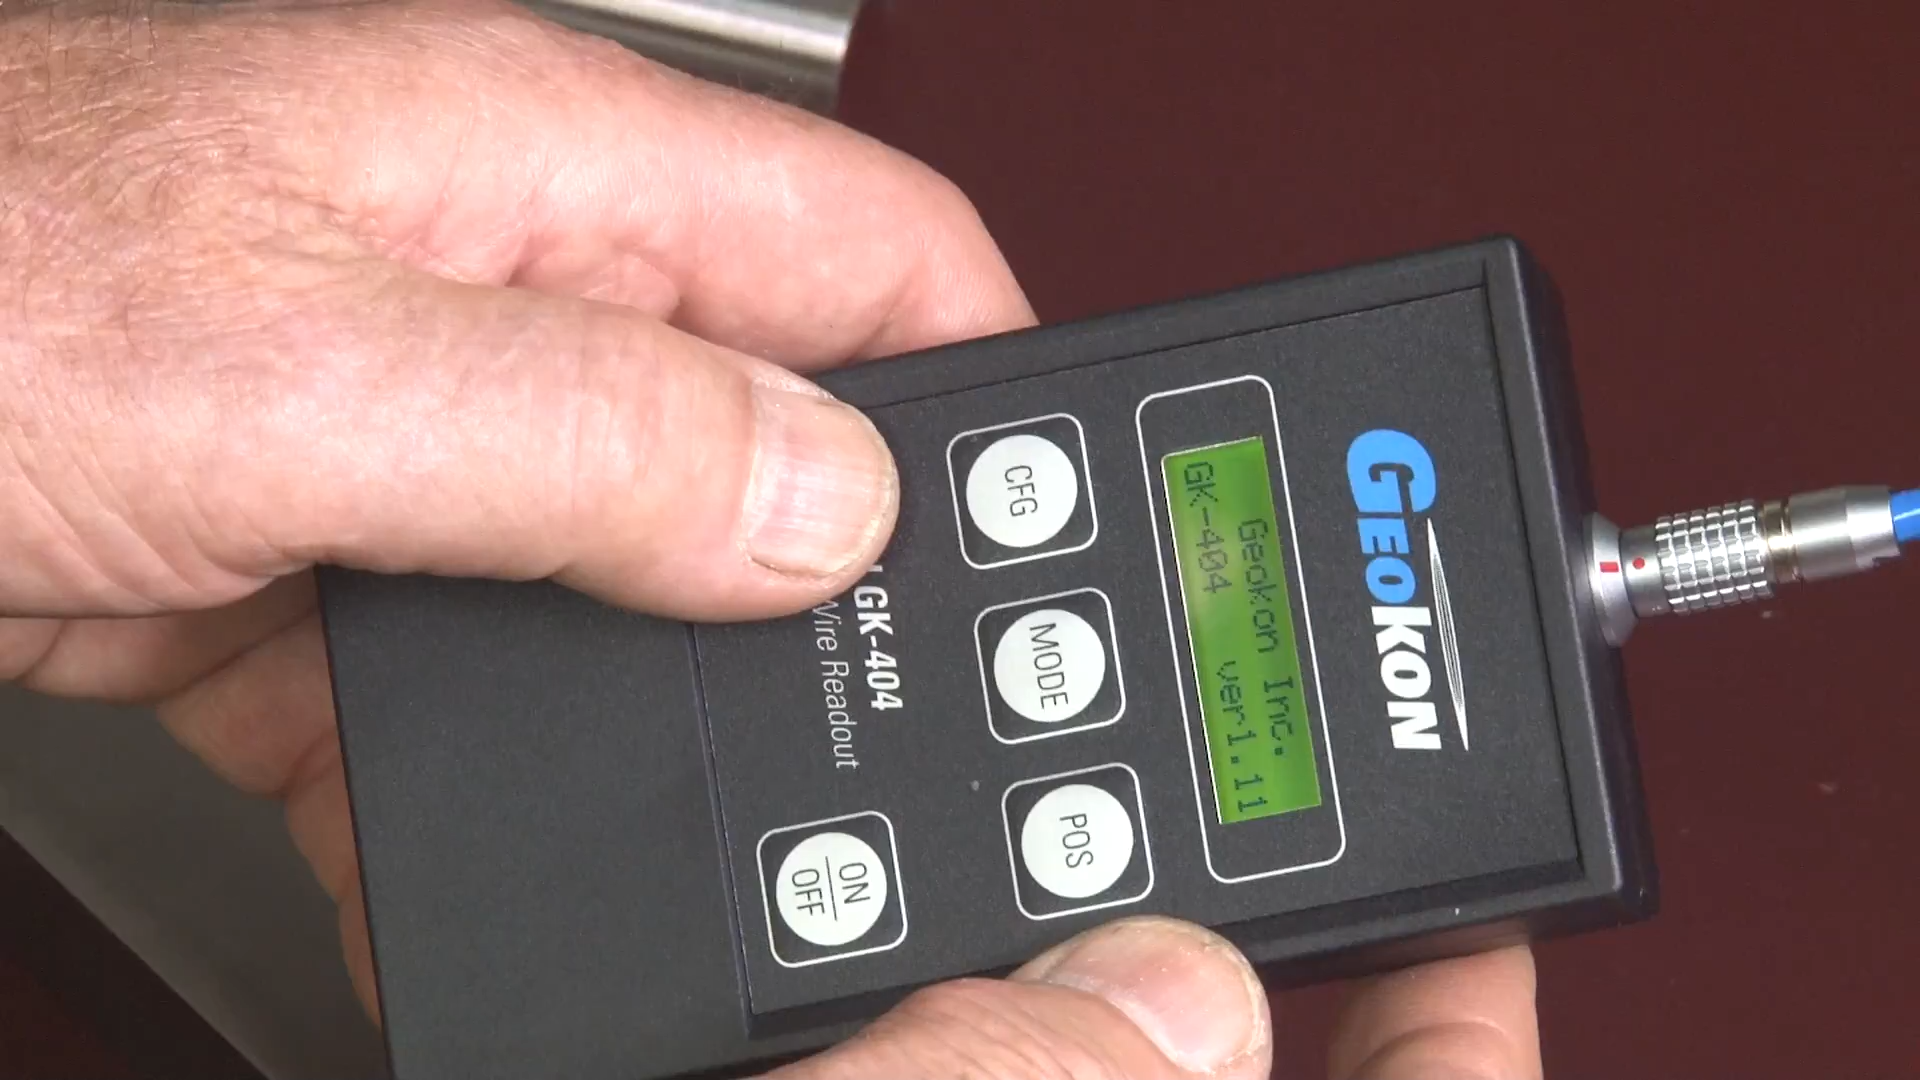 GEOKON
Geokon Inc.
GK-404 ver1.11
CFG
MODE
POS
GK-404
Wire Readout
ON
OFF